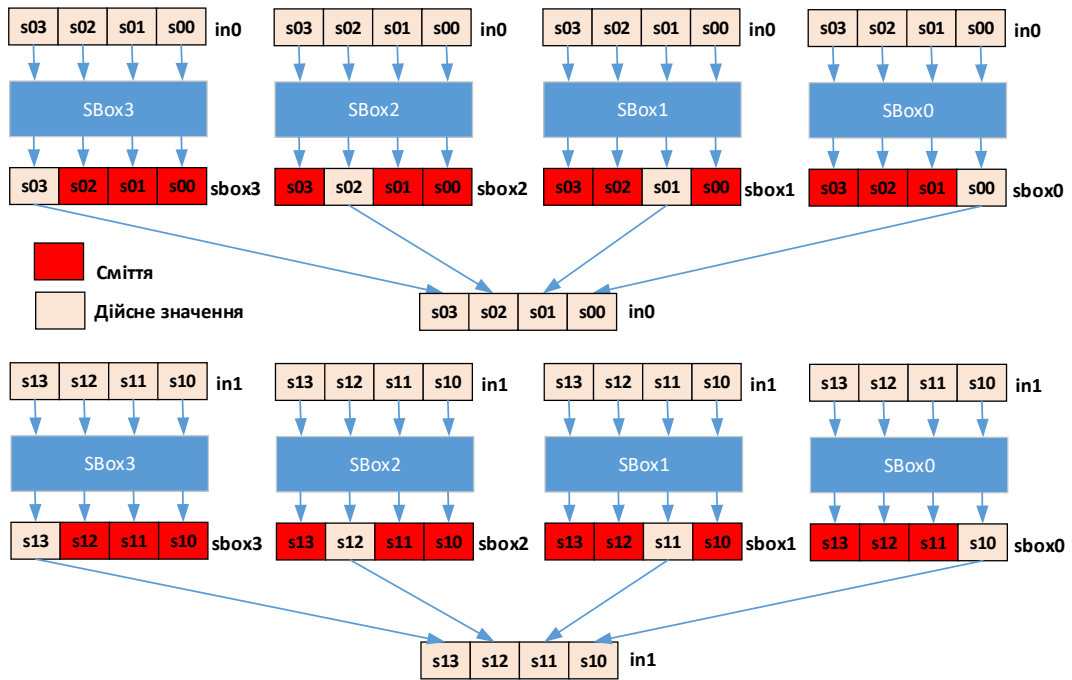 s03 s02 s01 s00 in0 s03 s02 s01 s00 in0 s03 s02 s01 s00 in0 s03 s02 s01 s00 in0
SBox3 SBox2 SBox1 SBox0
s03 s02 s01 s00 sbox3 s03 s02 s01 s00 sbox2 s03 s02 s01 s00 sbox1 s03 s02 s01 s00 sbox0
Сміття
Дійсне значення
s03 s02 s01 s00 in0
s13 s12 s11 s10 in1 s13 s12 s11 s10 in1 s13 s12 s11 s10 in1 s13 s12 s11 s10 in1
SBox3 SBox2 SBox1 SBox0
s13 s12 s11 s10 sbox3 s13 s12 s11 s10 sbox2 s13 s12 s11 s10 sbox1 s13 s12 s11 s10 sbox0
s13 s12 s11 s10 in1